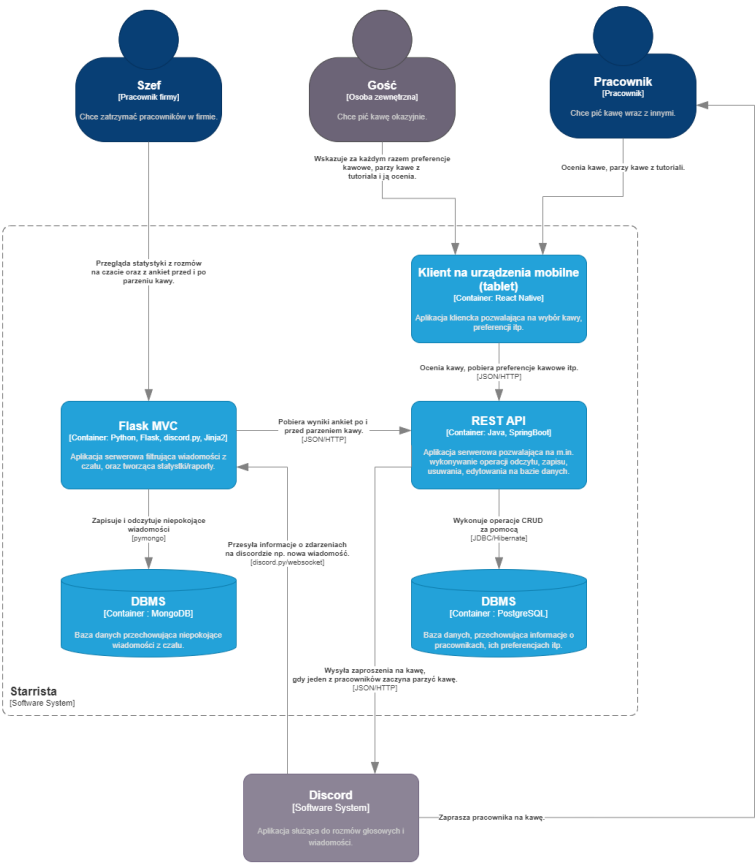 Szef
[Pracownik firmy]
Chce zatrzymać pracowników w firmie.
Gość
[Osoba zewnętrzna]
Chce pić kawę okazyjnie.
Pracownik
[Pracownik]
Chce pić kawę wraz z innymi.
Wskazuje za każdym razem preferencje
kawowe, parzy kawe z
tutoriala i ją ocenia.
Ocenia kawe, parzy kawe z tutoriali.
Przegląda statystyki z rozmów
na czacie oraz z ankiet przed i po
parzeniu kawy.
Klient na urządzenia mobilne
(tablet)
[Container: React Native]
Aplikacja kliencka pozwalająca na wybór kawy,
preferencji itp.
Ocenia kawy, pobiera preferencje kawowe itp.
[JSON/HTTP]
Flask MVC
[Container: Python, Flask, discord.py, Jinja2]
Aplikacja serwerowa filtrująca wiadomości z
czatu, oraz tworząca statystki/raporty.
Pobiera wyniki ankiet po i
przed parzeniem kawy.
[JSON/HTTP]
REST API
[Container: Java, SpringBoot]
Aplikacja serwerowa pozwalająca na m.in.
wykonywanie operacji odczytu, zapisu,
usuwania, edytowania na bazie danych.
Zapisuje i odczytuje niepokojące
wiadomości
[pymongo]
Przesyła informacje o zdarzeniach
na discordzie np. nowa wiadomość.
[discord.py/websocket]
Wykonuje operacje CRUD
za pomocą
[JDBC/Hibernate]
DBMS
[Container : MongoDB]
Baza danych przechowująca niepokojące
wiadomości z czatu.
DBMS
[Container : PostgreSQL]
Baza danych, przechowująca informacje o
pracownikach, ich preferencjach itp.
Wysyła zaproszenia na kawę,
gdy jeden z pracowników zaczyna parzyć kawę.
[JSON/HTTP]
Starrista
[Software System]
Discord
[Software System]
Aplikacja służąca do rozmów głosowych i
wiadomości.
Zaprasza pracownika na kawę.